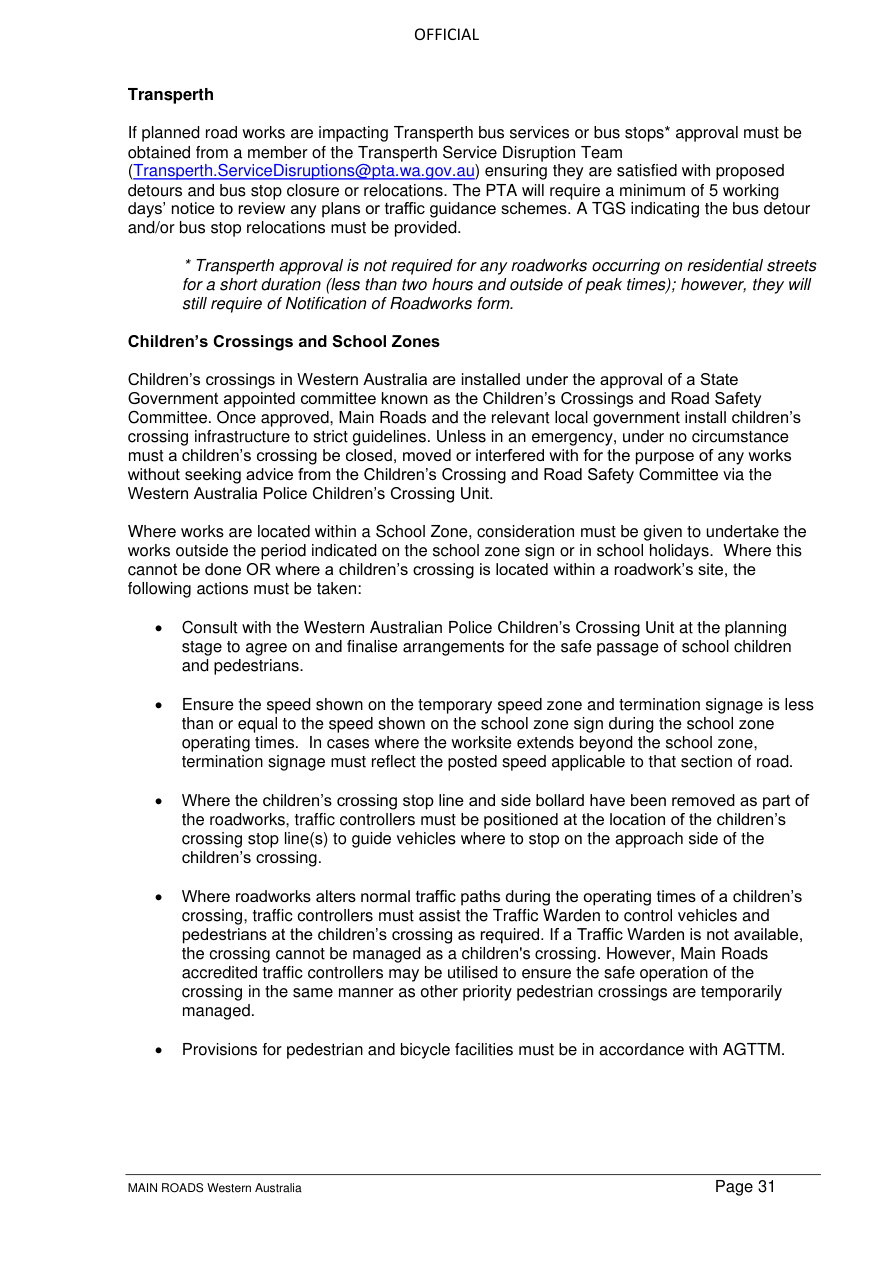 OFFICIAL
Transperth
If planned road works are impacting Transperth bus services or bus stops* approval must be
obtained from a member of the Transperth Service Disruption Team
(Transperth.ServiceDisruptions@pta.wa.gov.au) ensuring they are satisfied with proposed
detours and bus stop closure or relocations. The PTA will require a minimum of 5 working
days’ notice to review any plans or traffic guidance schemes. A TGS indicating the bus detour
and/or bus stop relocations must be provided.
* Transperth approval is not required for any roadworks occurring on residential streets
for a short duration (less than two hours and outside of peak times); however, they will
still require of Notification of Roadworks form.
Children’s Crossings and School Zones
Children’s crossings in Western Australia are installed under the approval of a State
Government appointed committee known as the Children’s Crossings and Road Safety
Committee. Once approved, Main Roads and the relevant local government install children’s
crossing infrastructure to strict guidelines. Unless in an emergency, under no circumstance
must a children’s crossing be closed, moved or interfered with for the purpose of any works
without seeking advice from the Children’s Crossing and Road Safety Committee via the
Western Australia Police Children’s Crossing Unit.
Where works are located within a School Zone, consideration must be given to undertake the
works outside the period indicated on the school zone sign or in school holidays.  Where this
cannot be done OR where a children’s crossing is located within a roadwork’s site, the
following actions must be taken:
• Consult with the Western Australian Police Children’s Crossing Unit at the planning
stage to agree on and finalise arrangements for the safe passage of school children
and pedestrians.
• Ensure the speed shown on the temporary speed zone and termination signage is less
than or equal to the speed shown on the school zone sign during the school zone
operating times.  In cases where the worksite extends beyond the school zone,
termination signage must reflect the posted speed applicable to that section of road.
• Where the children’s crossing stop line and side bollard have been removed as part of
the roadworks, traffic controllers must be positioned at the location of the children’s
crossing stop line(s) to guide vehicles where to stop on the approach side of the
children’s crossing.
• Where roadworks alters normal traffic paths during the operating times of a children’s
crossing, traffic controllers must assist the Traffic Warden to control vehicles and
pedestrians at the children’s crossing as required. If a Traffic Warden is not available,
the crossing cannot be managed as a children's crossing. However, Main Roads
accredited traffic controllers may be utilised to ensure the safe operation of the
crossing in the same manner as other priority pedestrian crossings are temporarily
managed.
• Provisions for pedestrian and bicycle facilities must be in accordance with AGTTM.
MAIN ROADS Western Australia Page 31